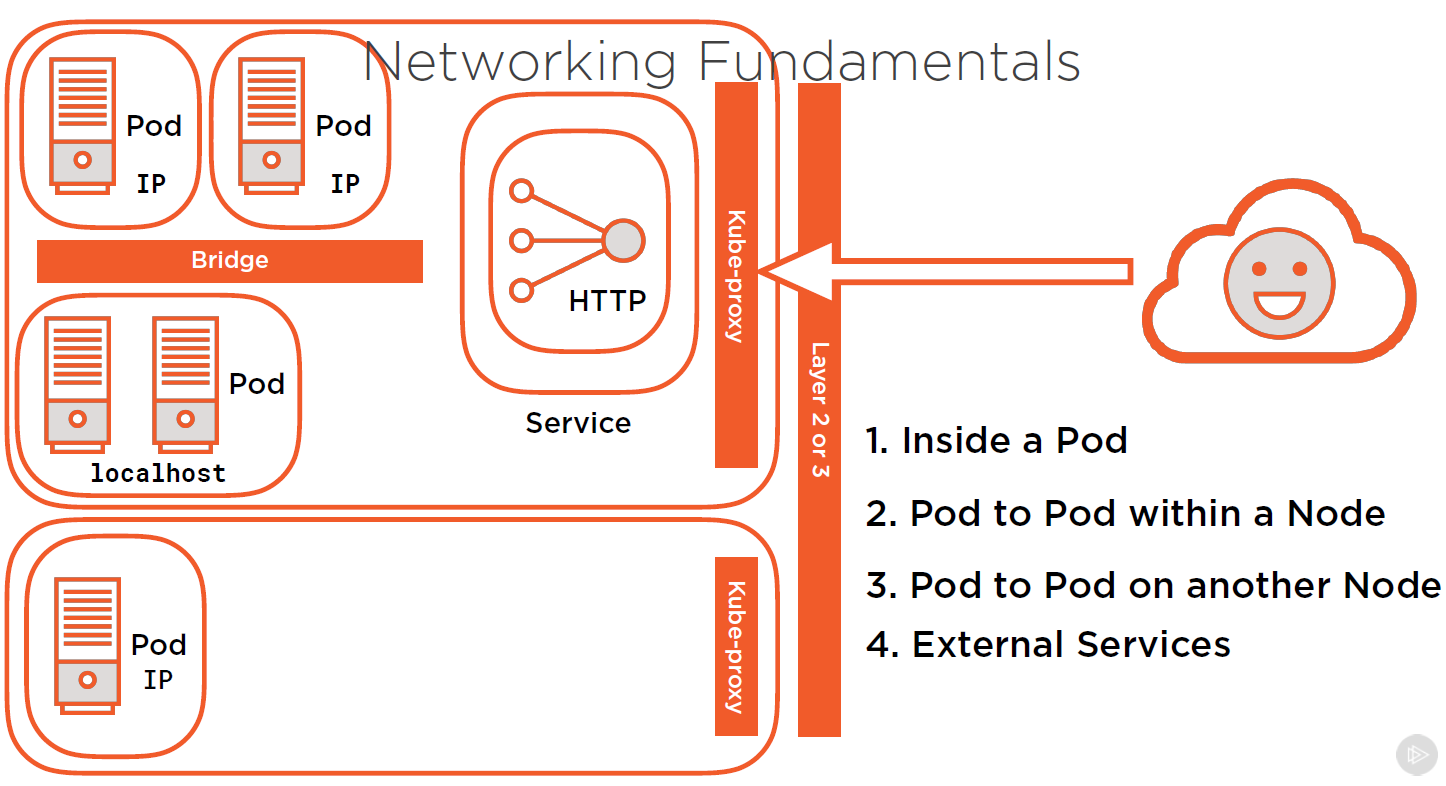 Networking Fundamentals
Pod
IP
Pod
IP
Bridge
Pod
localhost
HTTP
Service
Kube-proxy
Layer 2 or 3
Pod
IP
Kube-proxy
1. Inside a Pod
2. Pod to Pod within a Node
3. Pod to Pod on another Node
4. External Services